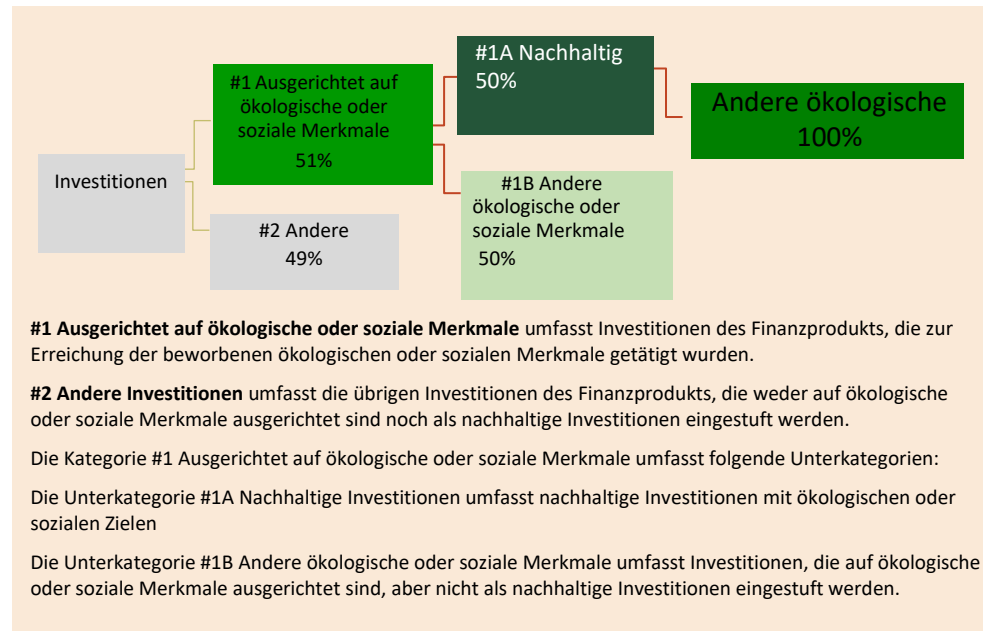 Investitionen
#1 Ausgerichtet auf
ökologische oder
soziale Merkmale
51%
#2 Andere
49%
#1A Nachhaltig
50%
#1B Andere
ökologische oder
soziale Merkmale
50%
Andere ökologische
100%
#1 Ausgerichtet auf ökologische oder soziale Merkmale umfasst Investitionen des Finanzprodukts, die zur
Erreichung der beworbenen ökologischen oder sozialen Merkmale getätigt wurden.
#2 Andere Investitionen umfasst die übrigen Investitionen des Finanzprodukts, die weder auf ökologische
oder soziale Merkmale ausgerichtet sind noch als nachhaltige Investitionen eingestuft werden.
Die Kategorie #1 Ausgerichtet auf ökologische oder soziale Merkmale umfasst folgende Unterkategorien:
Die Unterkategorie #1A Nachhaltige Investitionen umfasst nachhaltige Investitionen mit ökologischen oder
sozialen Zielen
Die Unterkategorie #1B Andere ökologische oder soziale Merkmale umfasst Investitionen, die auf ökologische
oder soziale Merkmale ausgerichtet sind, aber nicht als nachhaltige Investitionen eingestuft werden.